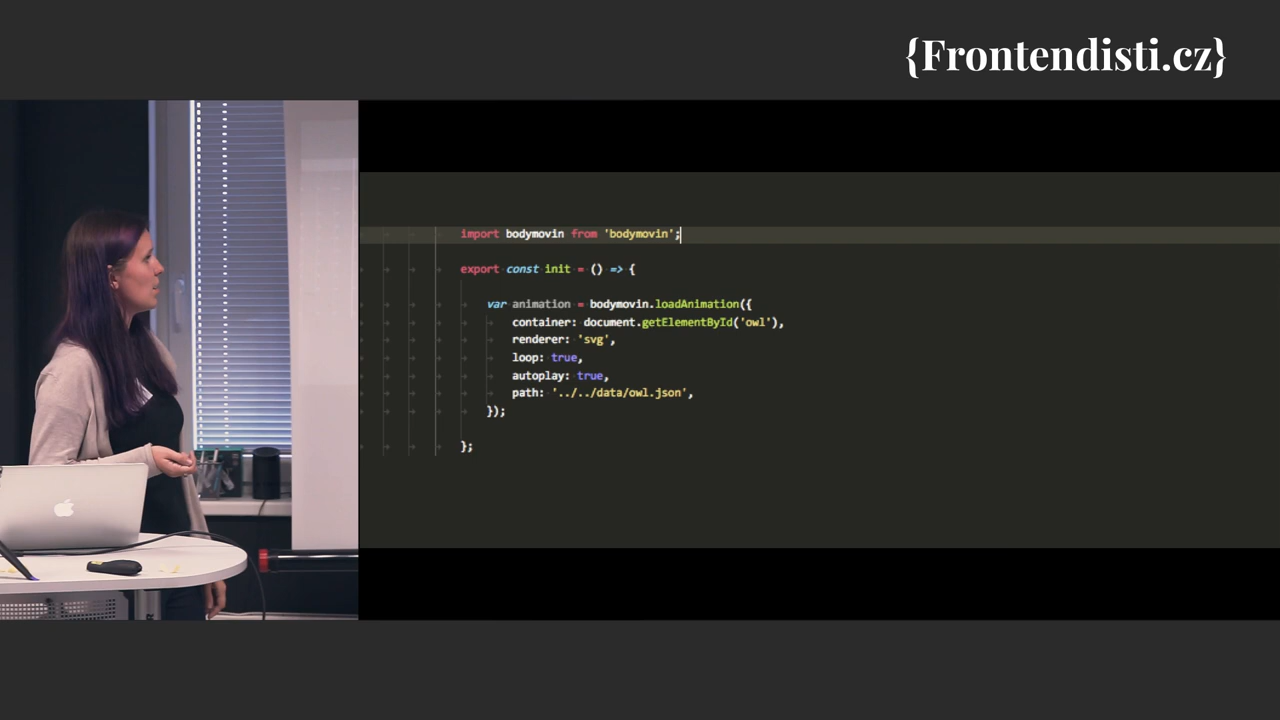 {Frontendisti.cz}
import bodymovin from 'bodymovin';
export const init = () => {
var animation = bodymovin.loadAnimation({
container: document.getElementById('owl'),
renderer: 'svg',
loop: true,
autoplay: true,
path: '../../data/owl.json',
});
};